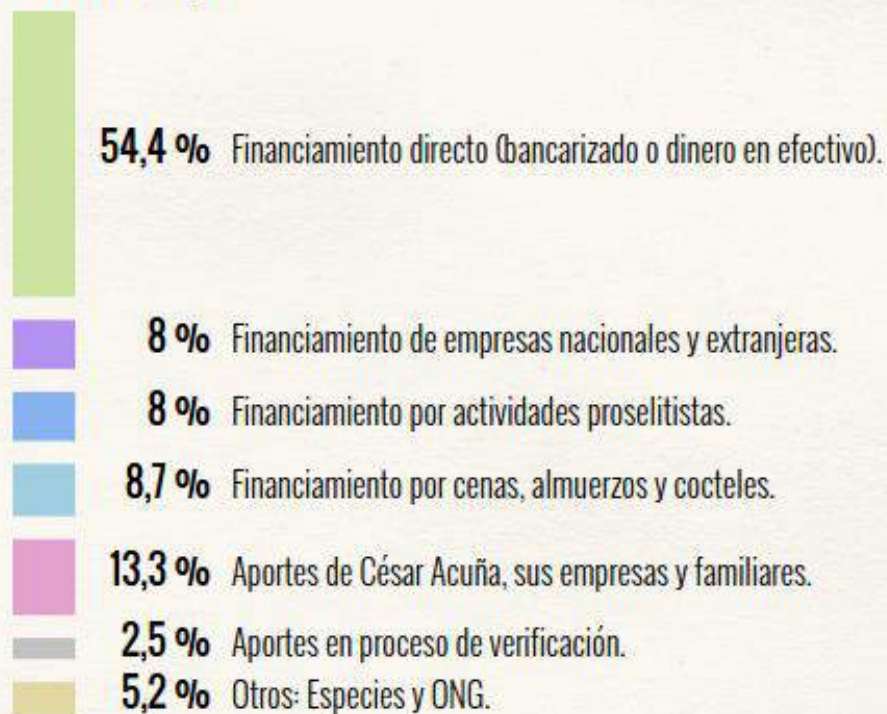 54,4 % Financiamiento directo (bancarizado o dinero en efectivo).
8 % Financiamiento de empresas nacionales y extranjeras.
8 % Financiamiento por actividades proselitistas.
8,7 % Financiamiento por cenas, almuerzos y cocteles.
13,3 % Aportes de César Acuña, sus empresas y familiares.
2,5 % Aportes en proceso de verificación.
5,2 % Otros: Especies y ONG.